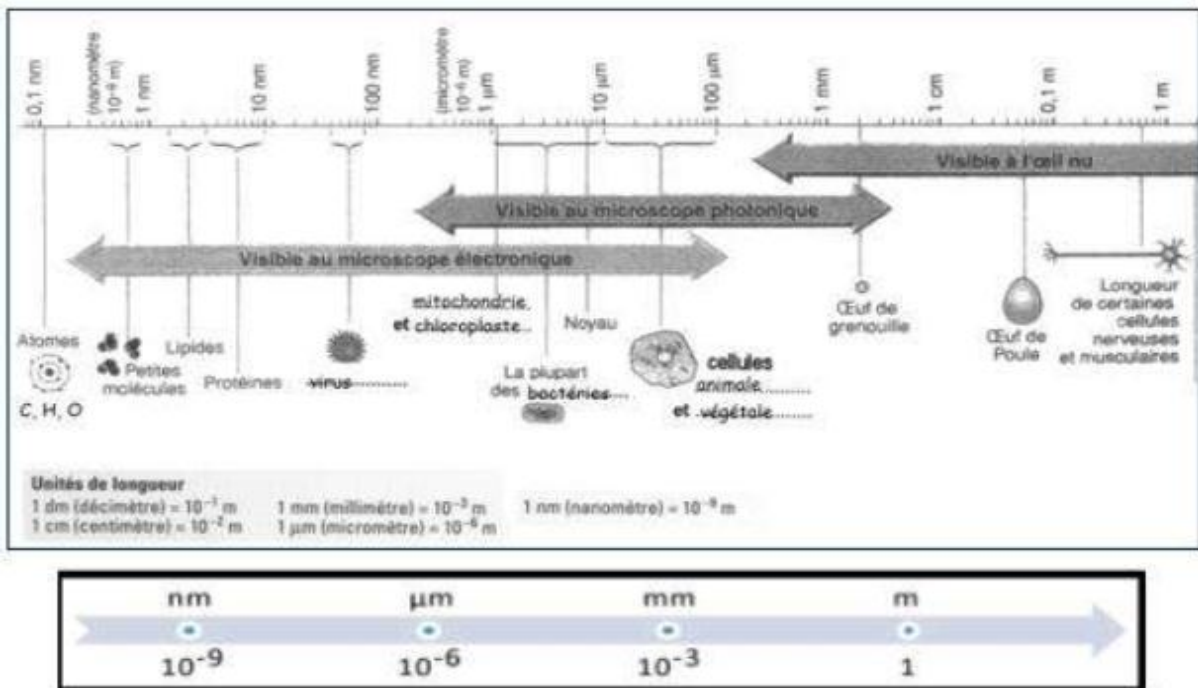 0,1 nm
(nanomètre
10⁻⁹ m)
1 nm
10 nm
100 nm
(micromètre
10⁻⁶ m)
1 µm
10 µm
100 µm
1 mm
1 cm
0,1 m
1 m
Visible à l'œil nu
Visible au microscope photonique
Visible au microscope électronique
Atomes
C, H, O
Petites
molécules
Lipides
Protéines
virus
mitochondrie,
et chloroplaste..
La plupart
des bactéries....
Noyau
cellules
animale
et végétale
Œuf de
grenouille
Œuf de
Poule
Longueur
de certaines
cellules
nerveuses
et musculaires
Unités de longueur
1 dm (décimètre) = 10⁻¹ m
1 mm (millimètre) = 10⁻³ m
1 nm (nanomètre) = 10⁻⁹ m
1 cm (centimètre) = 10⁻² m
1 µm (micromètre) = 10⁻⁶ m
nm µm mm m
10⁻⁹ 10⁻⁶ 10⁻³ 1